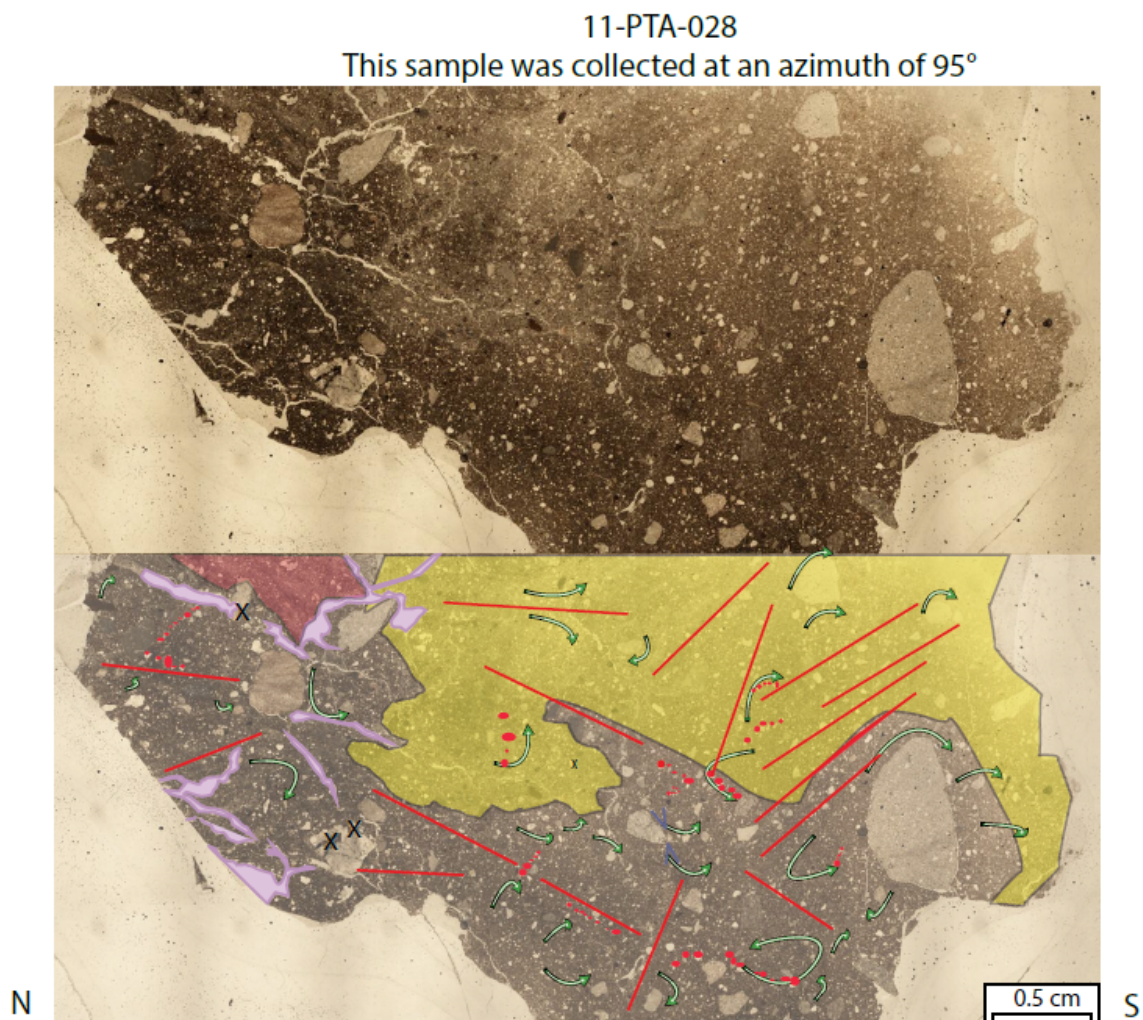 11-PTA-028
This sample was collected at an azimuth of 95°
X
X
X
x
N
0.5 cm
S